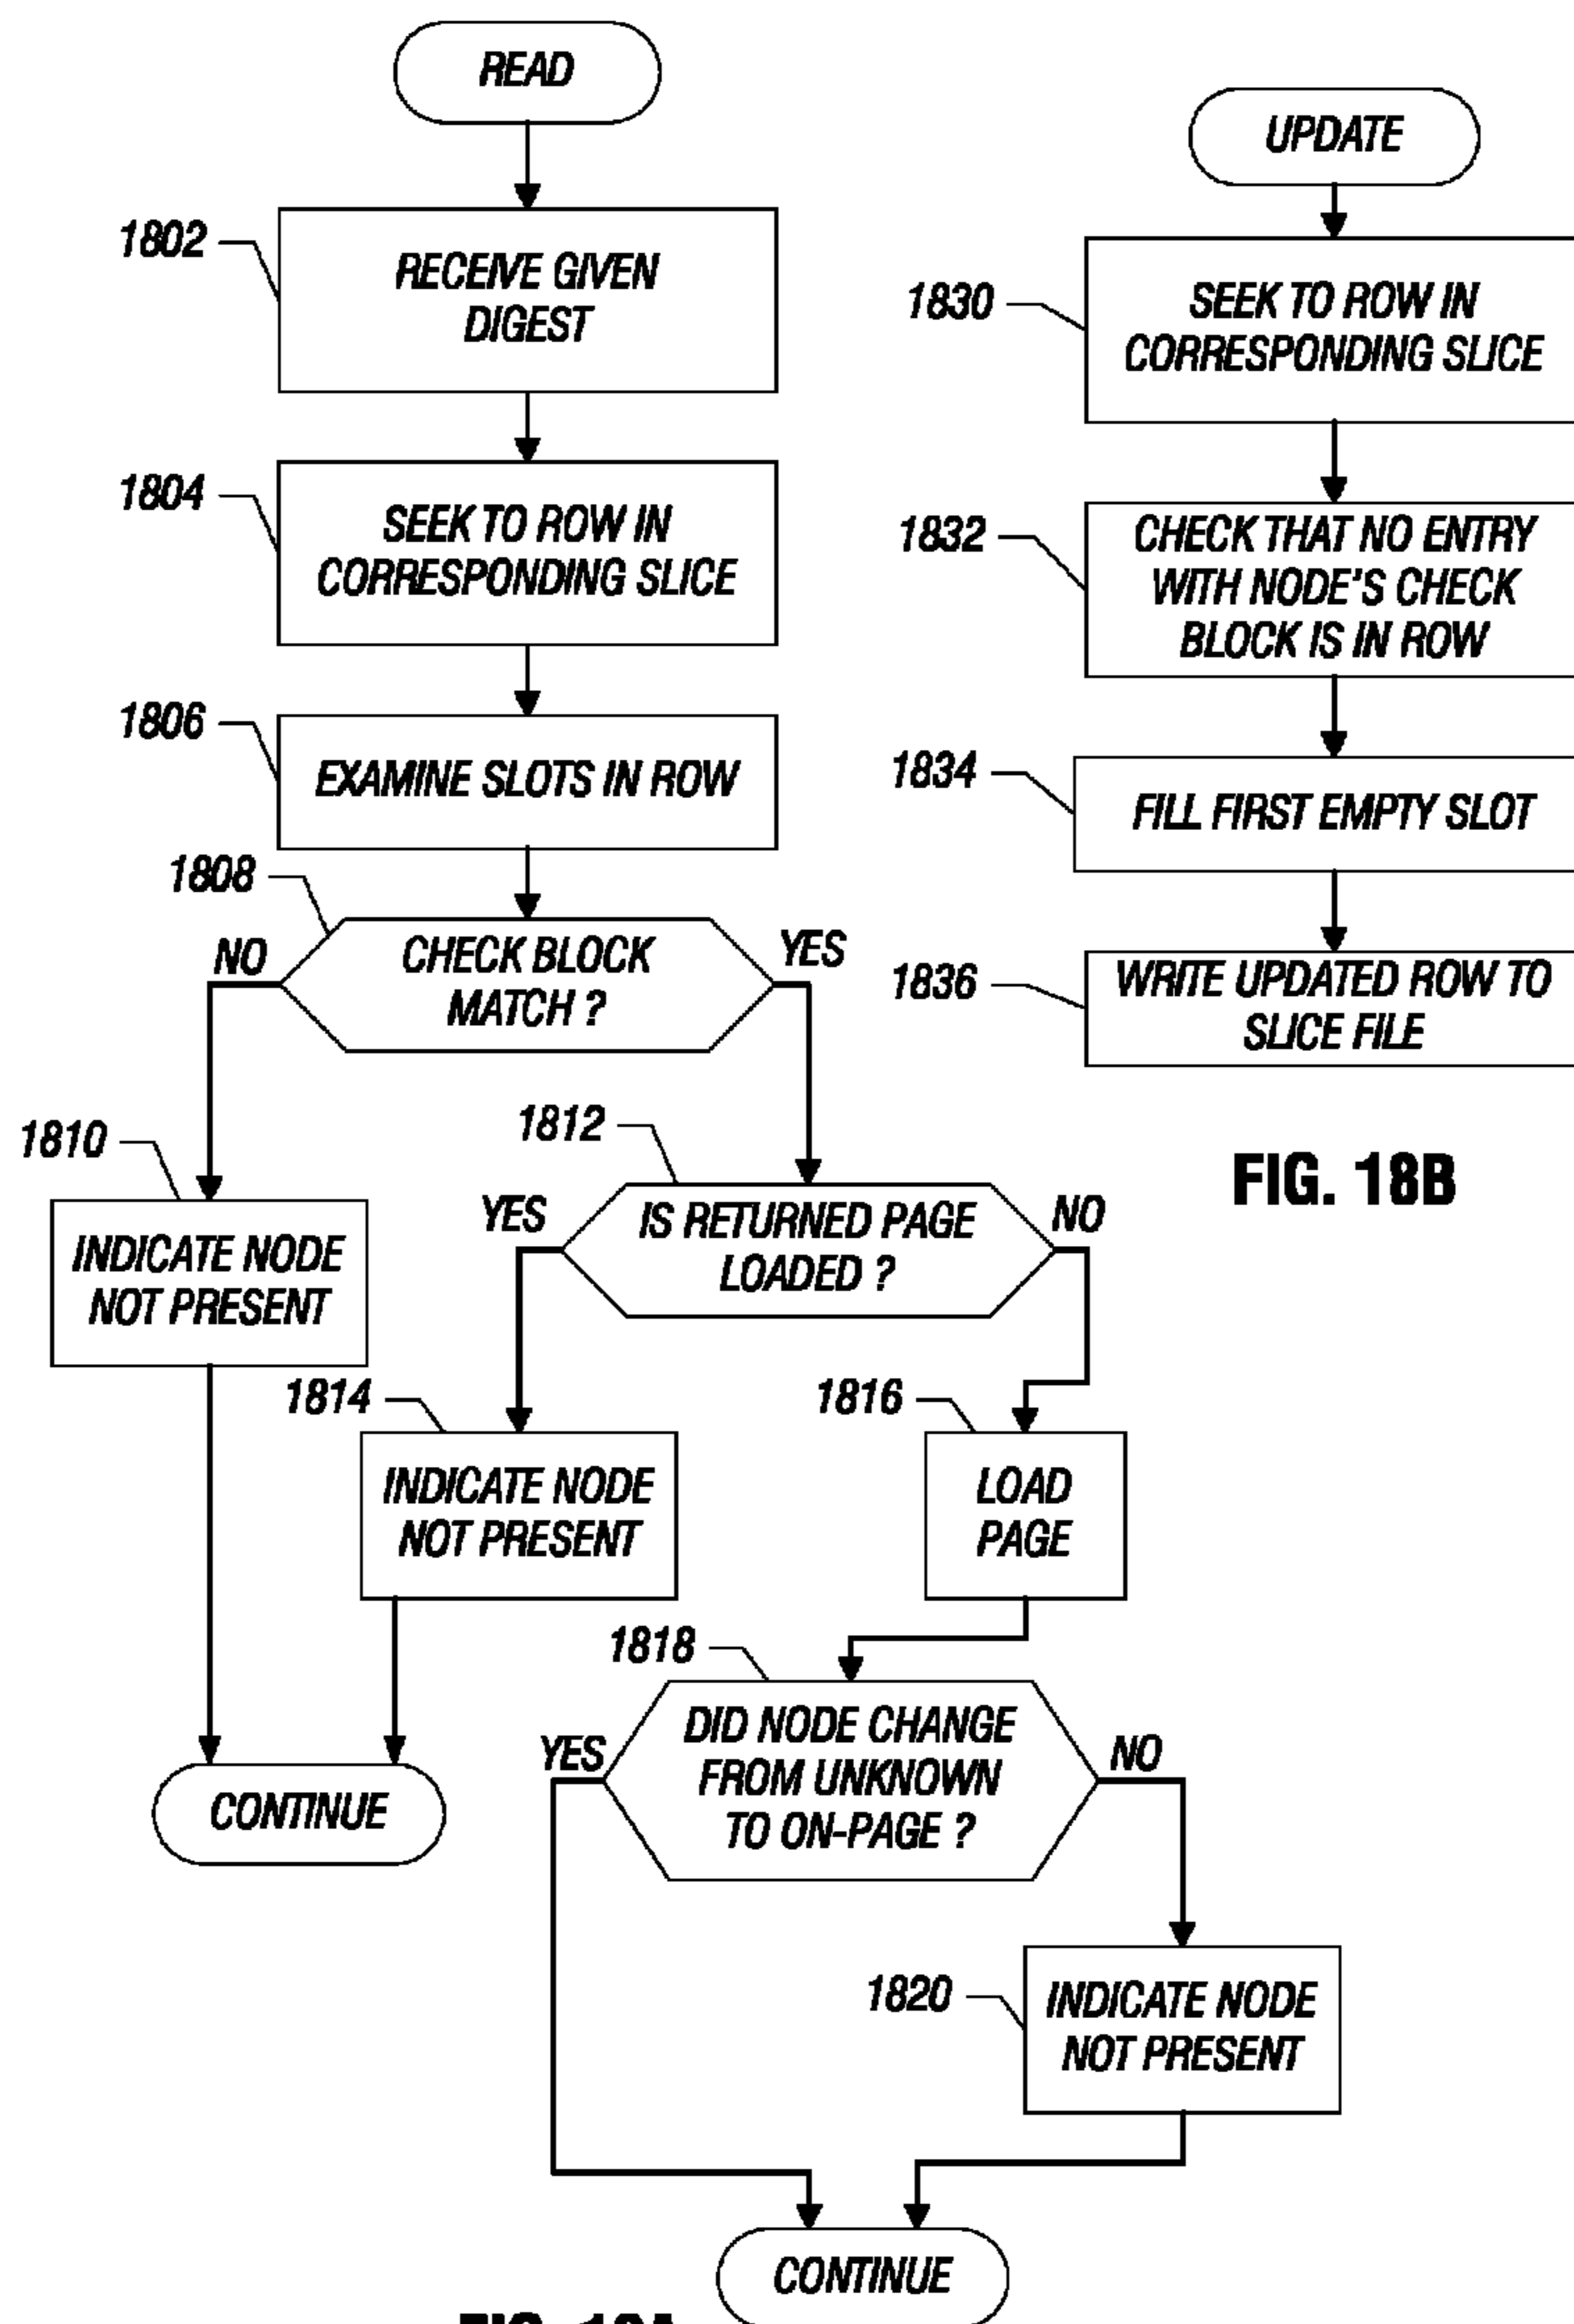 READ
1802
RECEIVE GIVEN
DIGEST
1804
SEEK TO ROW IN
CORRESPONDING SLICE
1806
EXAMINE SLOTS IN ROW
1808
CHECK BLOCK
MATCH ?
NO
YES
1810
INDICATE NODE
NOT PRESENT
1812
IS RETURNED PAGE
LOADED ?
YES
NO
1814
INDICATE NODE
NOT PRESENT
1816
LOAD
PAGE
CONTINUE
1818
DID NODE CHANGE
FROM UNKNOWN
TO ON-PAGE ?
YES
NO
1820
INDICATE NODE
NOT PRESENT
CONTINUE
FIG. 18A
UPDATE
1830
SEEK TO ROW IN
CORRESPONDING SLICE
1832
CHECK THAT NO ENTRY
WITH NODE'S CHECK
BLOCK IS IN ROW
1834
FILL FIRST EMPTY SLOT
1836
WRITE UPDATED ROW TO
SLICE FILE
FIG. 18B